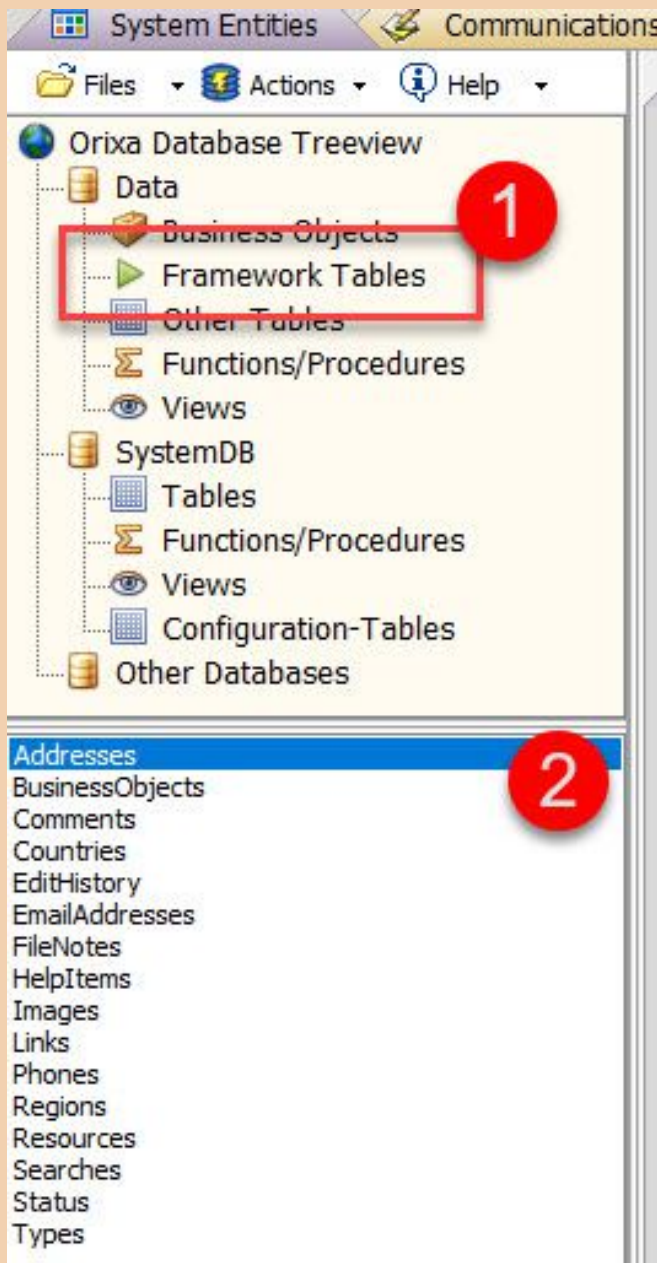 System Entities Communications
Files Actions Help
Orixa Database Treeview
Data
Business Objects
1
Framework Tables
Other Tables
Functions/Procedures
Views
SystemDB
Tables
Functions/Procedures
Views
Configuration-Tables
Other Databases
Addresses
2
BusinessObjects
Comments
Countries
EditHistory
EmailAddresses
FileNotes
HelpItems
Images
Links
Phones
Regions
Resources
Searches
Status
Types